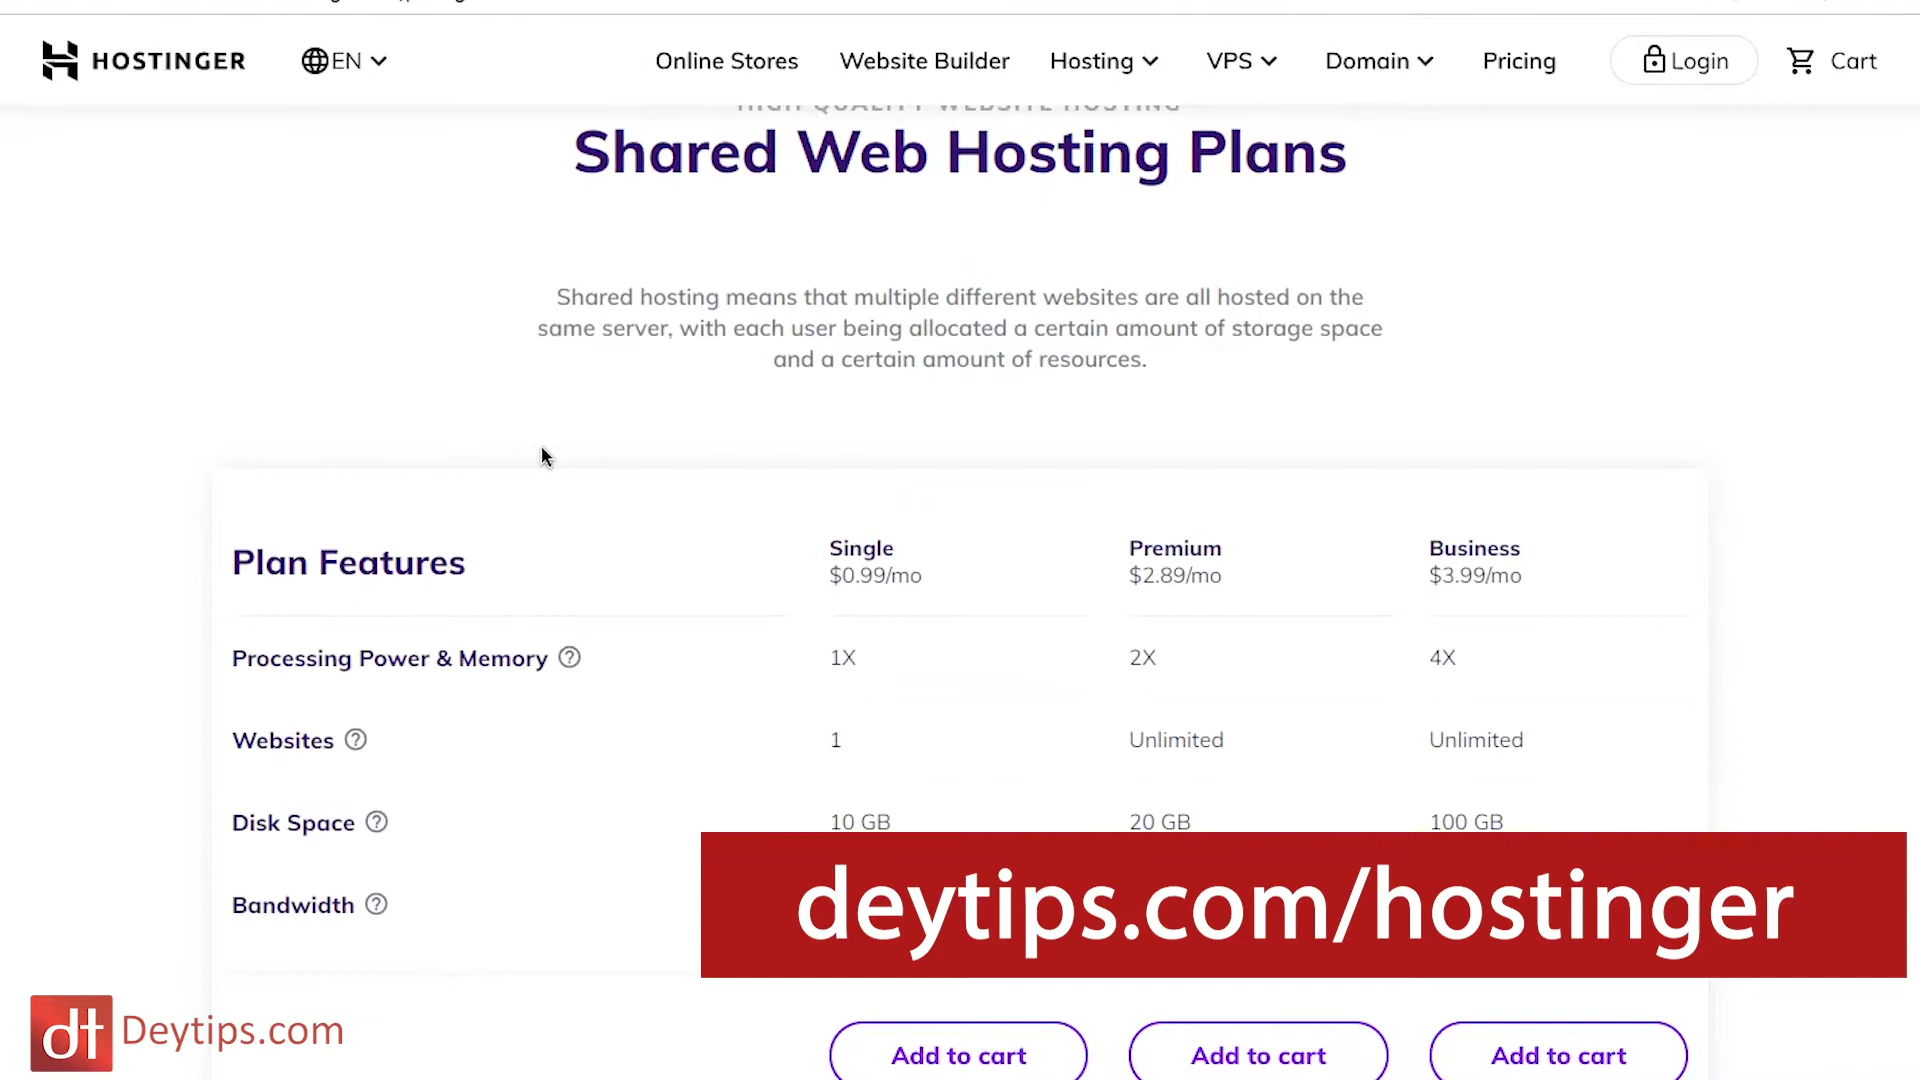 HOSTINGER
EN
Online Stores
Website Builder
Hosting
VPS
Domain
Pricing
Login
Cart
HIGH QUALITY WEBSITE HOSTING
Shared Web Hosting Plans
Shared hosting means that multiple different websites are all hosted on the
same server, with each user being allocated a certain amount of storage space
and a certain amount of resources.
Plan Features
Single
$0.99/mo
Premium
$2.89/mo
Business
$3.99/mo
Processing Power & Memory ?
1X
2X
4X
Websites ?
1
Unlimited
Unlimited
Disk Space ?
10 GB
20 GB
100 GB
Bandwidth ?
deytips.com/hostinger
Add to cart
Add to cart
Add to cart
dt Deytips.com